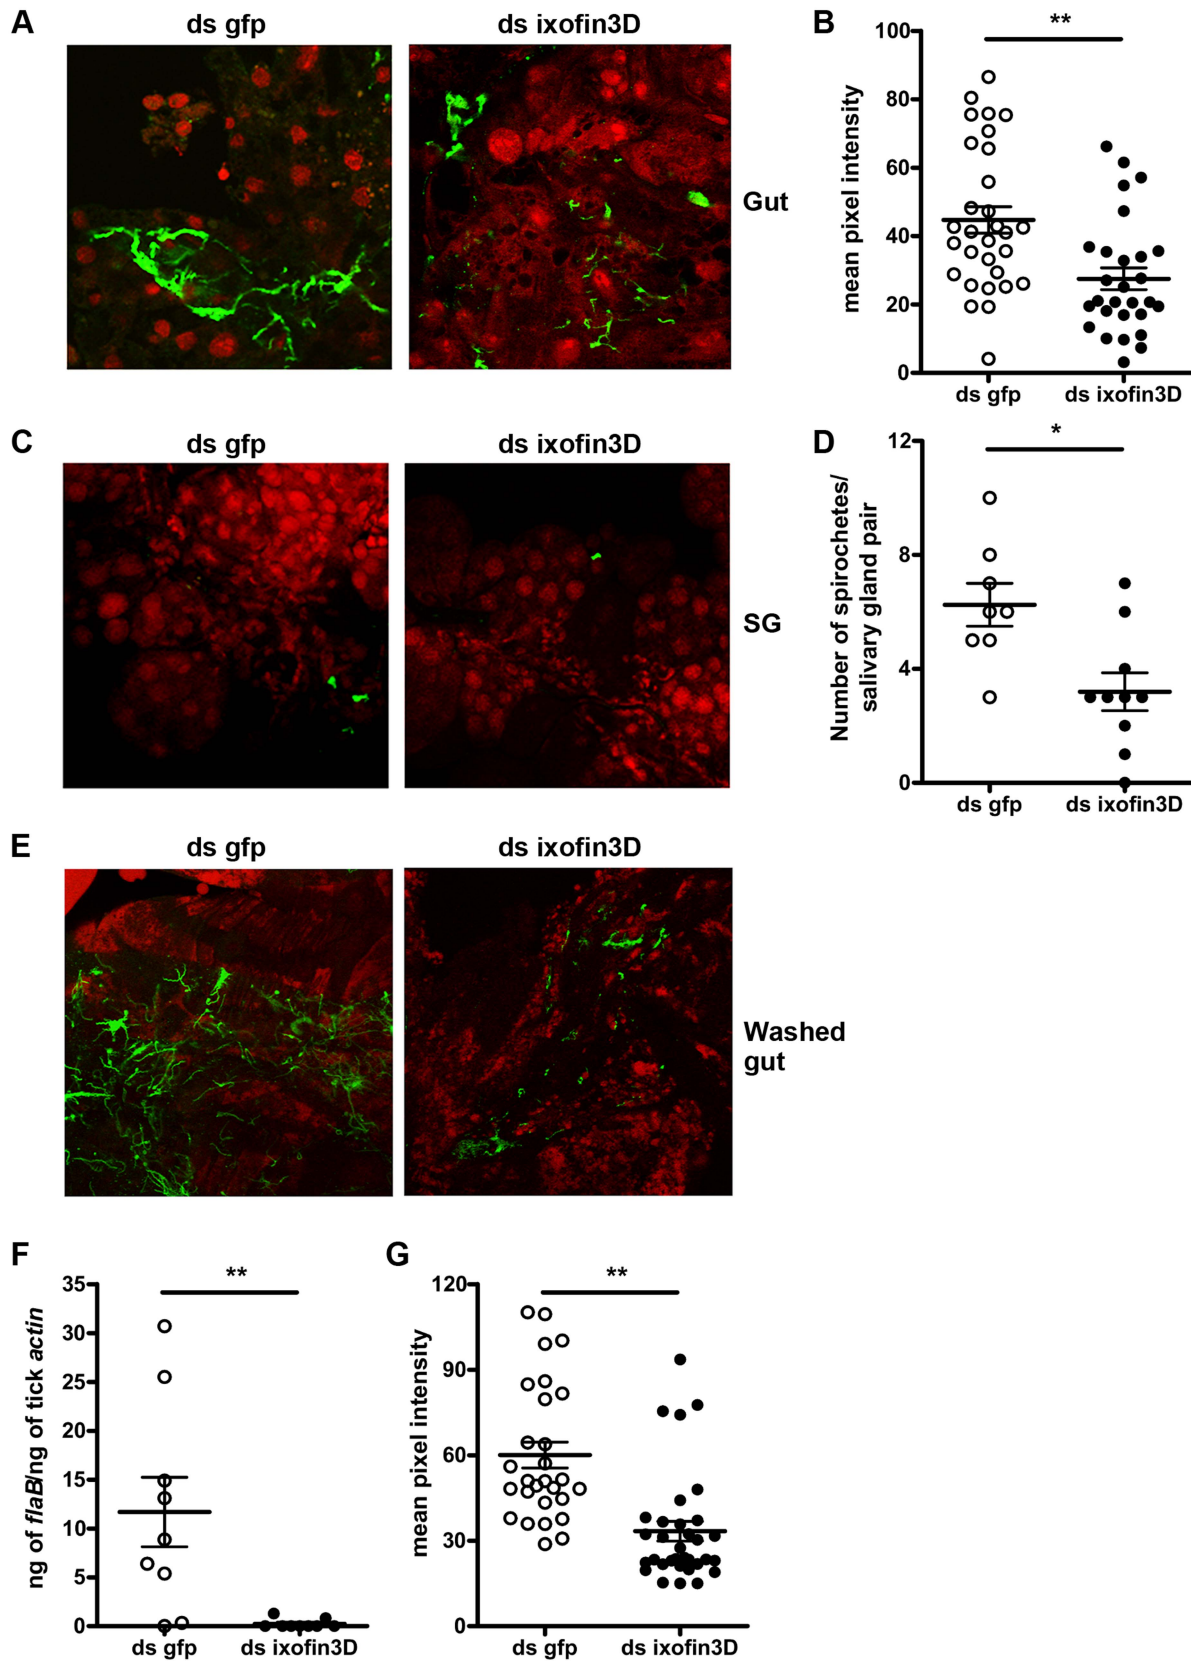 A
ds gfp
ds ixofin3D
Gut
B
**
mean pixel intensity
100
80
60
40
20
0
ds gfp
ds ixofin3D
C
ds gfp
ds ixofin3D
SG
D
*
Number of spirochetes/
salivary gland pair
12
8
4
0
ds gfp
ds ixofin3D
E
ds gfp
ds ixofin3D
Washed
gut
F
**
ng of flaB/ng of tick actin
35
30
25
20
15
10
5
0
ds gfp
ds ixofin3D
G
**
mean pixel intensity
120
90
60
30
0
ds gfp
ds ixofin3D